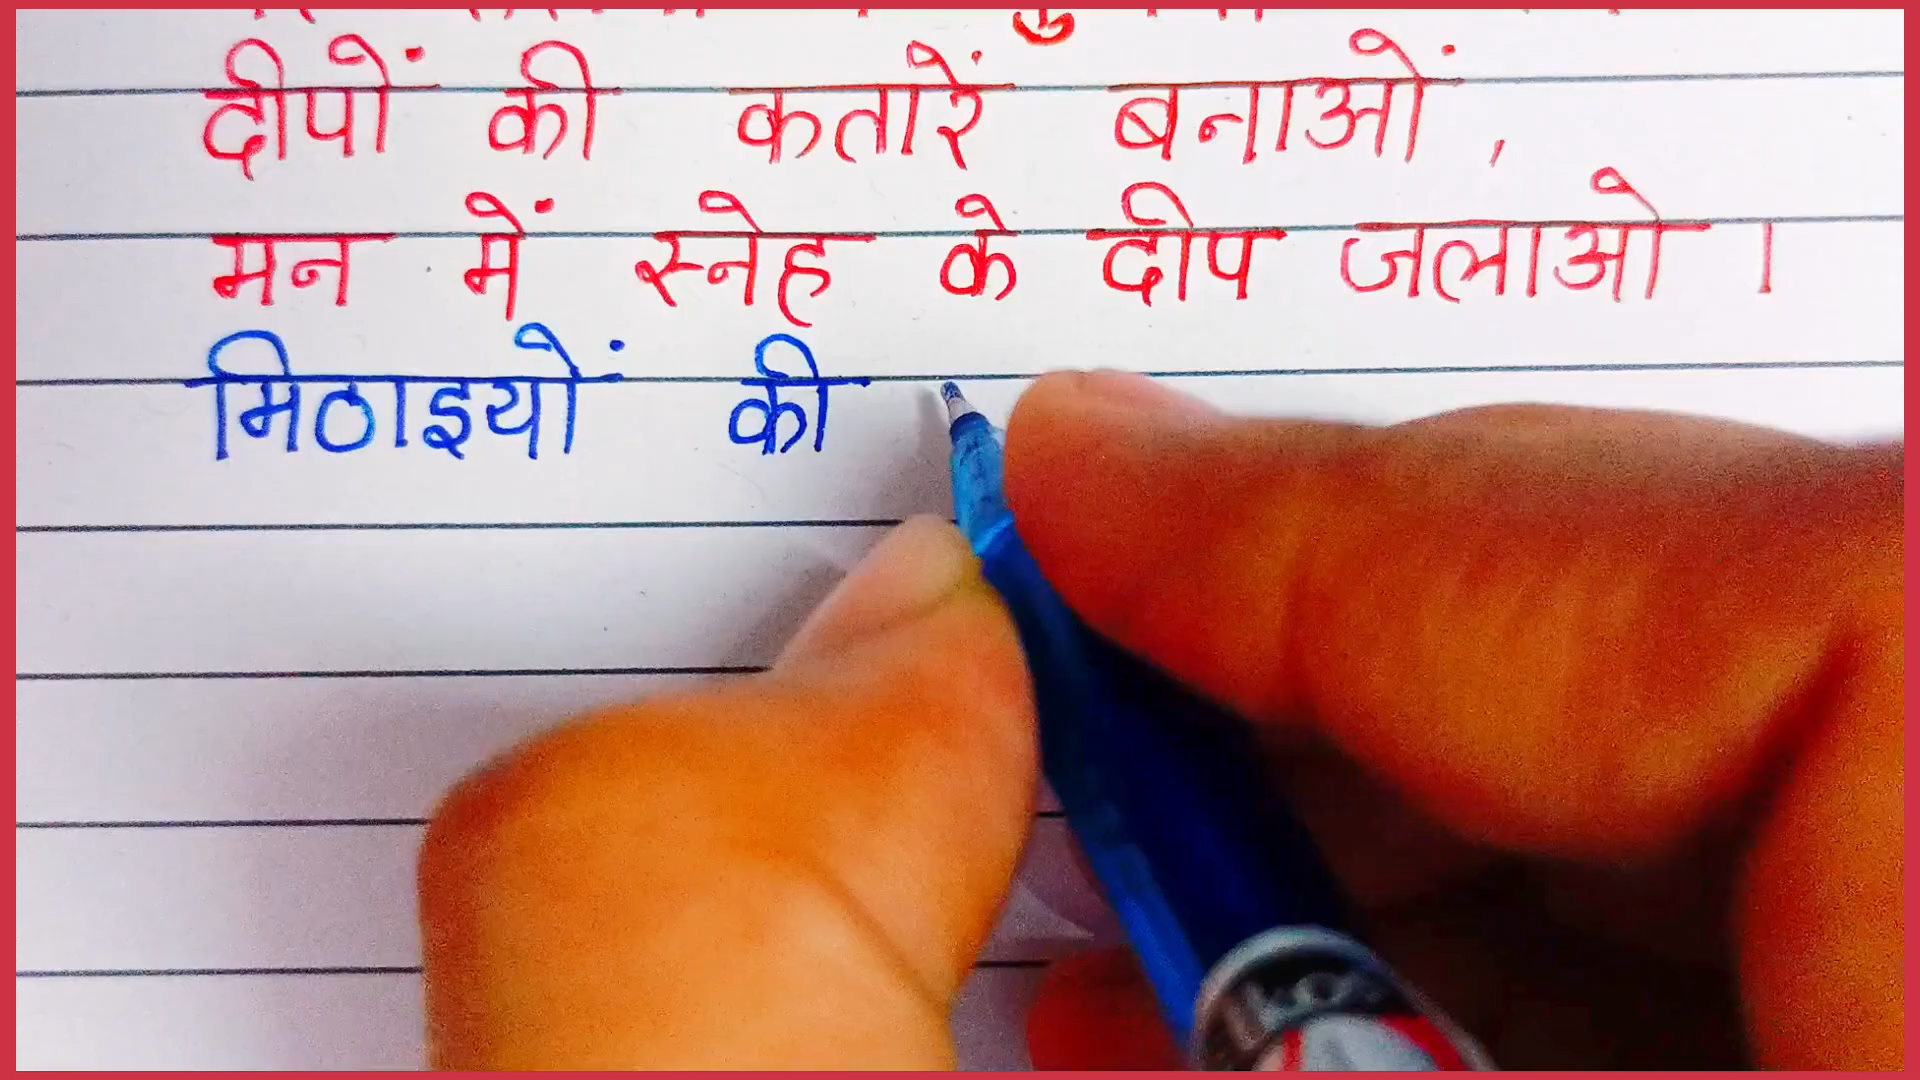 दीपों की कतारें बनाओं ,
मन में स्नेह के दीप जलाओ ।
मिठाइयों की